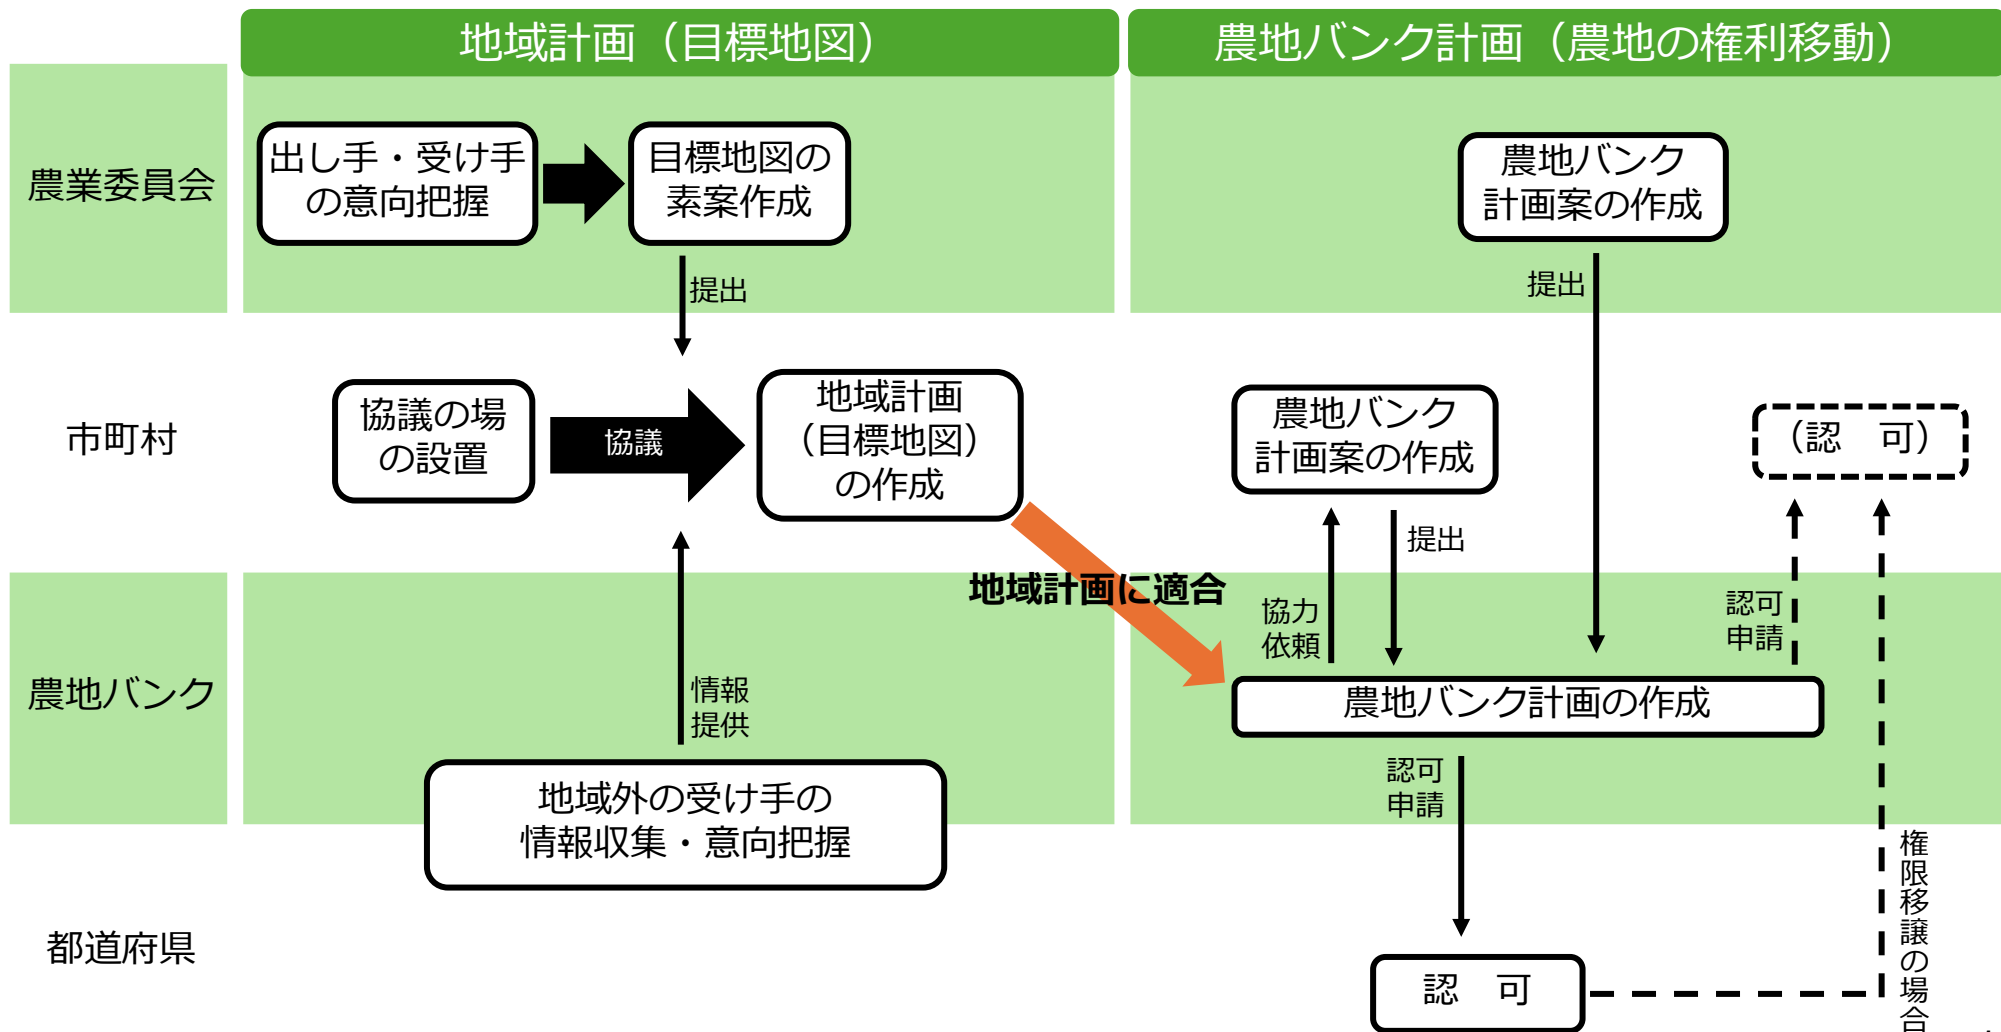 地域計画（目標地図）
農地バンク計画（農地の権利移動）
農業委員会
出し手・受け手
の意向把握
目標地図の
素案作成
農地バンク
計画案の作成
提出
提出
市町村
協議の場
の設置
協議
地域計画
（目標地図）
の作成
農地バンク
計画案の作成
（認　可）
提出
地域計画に適合
協力
依頼
認可
申請
農地バンク
情報
提供
農地バンク計画の作成
地域外の受け手の
情報収集・意向把握
認可
申請
権限移譲の場合
都道府県
認　可